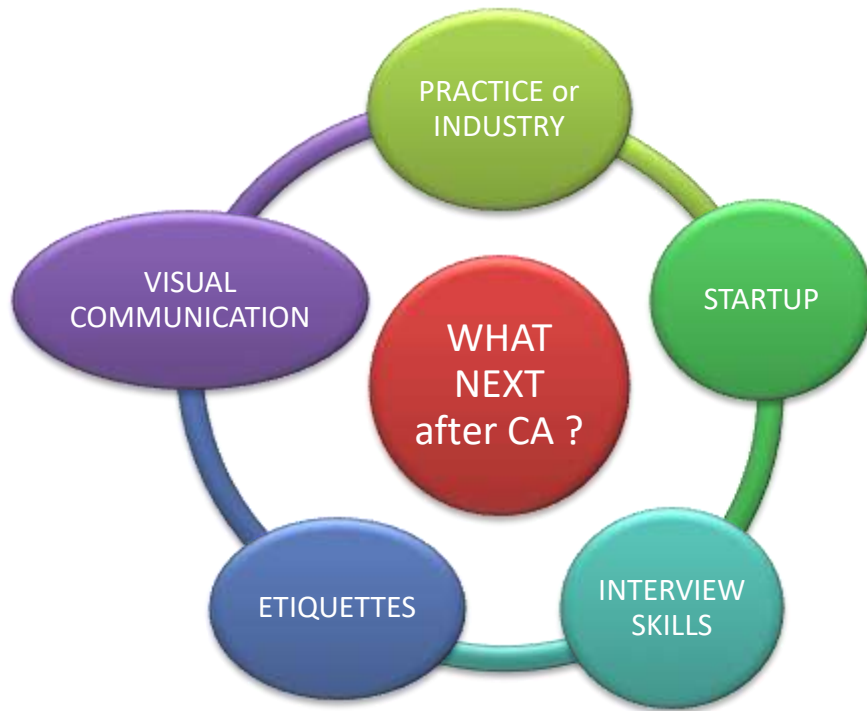 PRACTICE or
INDUSTRY
STARTUP
INTERVIEW
SKILLS
ETIQUETTES
VISUAL
COMMUNICATION
WHAT
NEXT
after CA ?